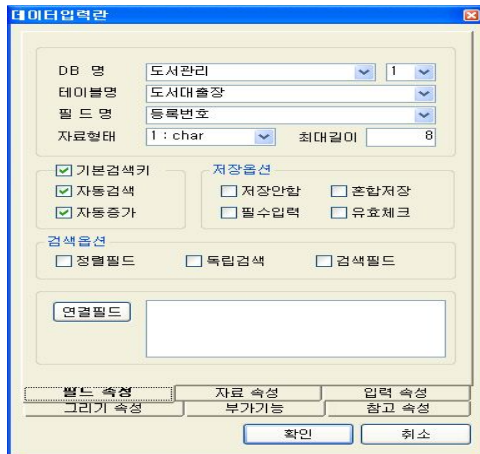 데이터입력란
DB 명 도서관리 1
테이블명 도서대출장
필 드 명 등록번호
자료형태 1 : char 최대길이 8
기본검색키
자동검색
자동증가
저장옵션
저장안함 혼합저장
필수입력 유효체크
검색옵션
정렬필드 독립검색 검색필드
연결필드
필드 속성 자료 속성 입력 속성
그리기 속성 부가기능 참고 속성
확인 취소